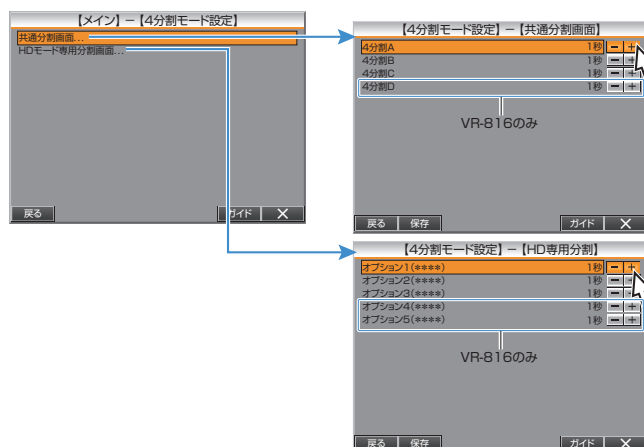 【メイン】－【4分割モード設定】
共通分割画面...
HDモード専用分割画面...
戻る ガイド ×
【4分割モード設定】－【共通分割画面】
4分割A 1秒 － ＋
4分割B 1秒 － ＋
4分割C 1秒 － ＋
4分割D 1秒 － ＋
VR-816のみ
戻る 保存 ガイド ×
【4分割モード設定】－【HD専用分割】
オプション1(****) 1秒 － ＋
オプション2(****) 1秒 － ＋
オプション3(****) 1秒 － ＋
オプション4(****) 1秒 － ＋
オプション5(****) 1秒 － ＋
VR-816のみ
戻る 保存 ガイド ×